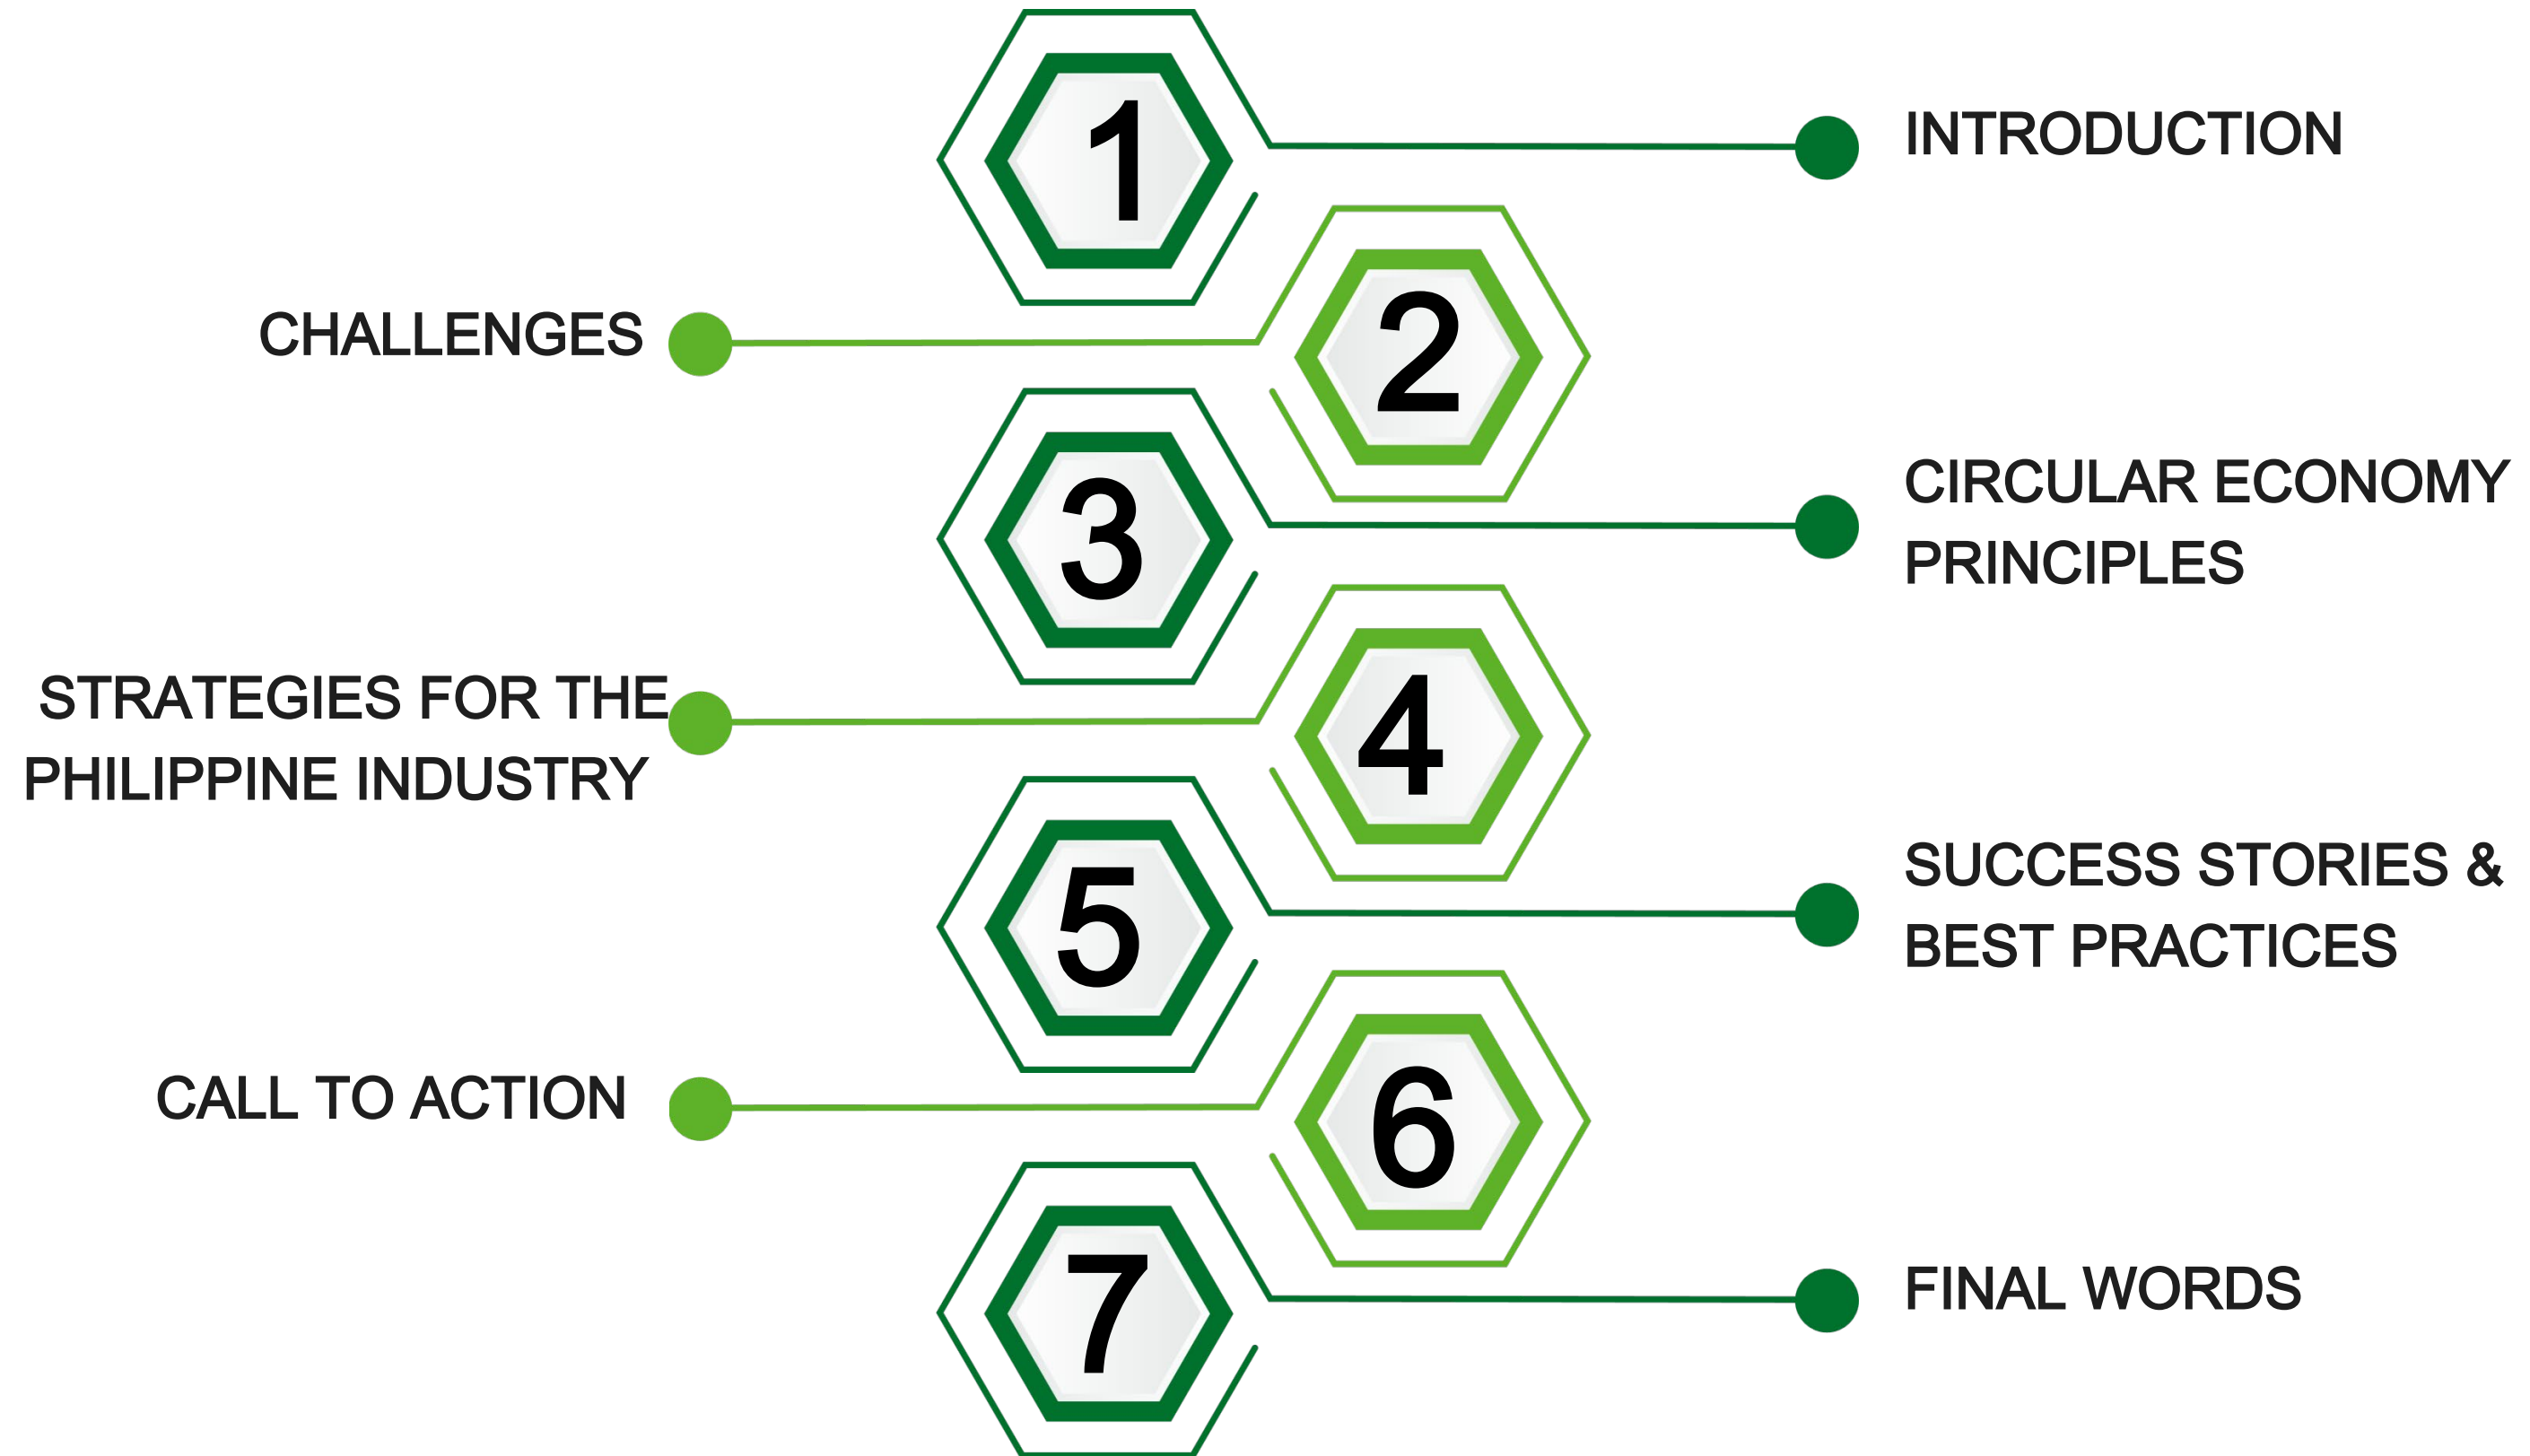 1
INTRODUCTION
2
CHALLENGES
3
CIRCULAR ECONOMY
PRINCIPLES
4
STRATEGIES FOR THE
PHILIPPINE INDUSTRY
5
SUCCESS STORIES &
BEST PRACTICES
6
CALL TO ACTION
7
FINAL WORDS